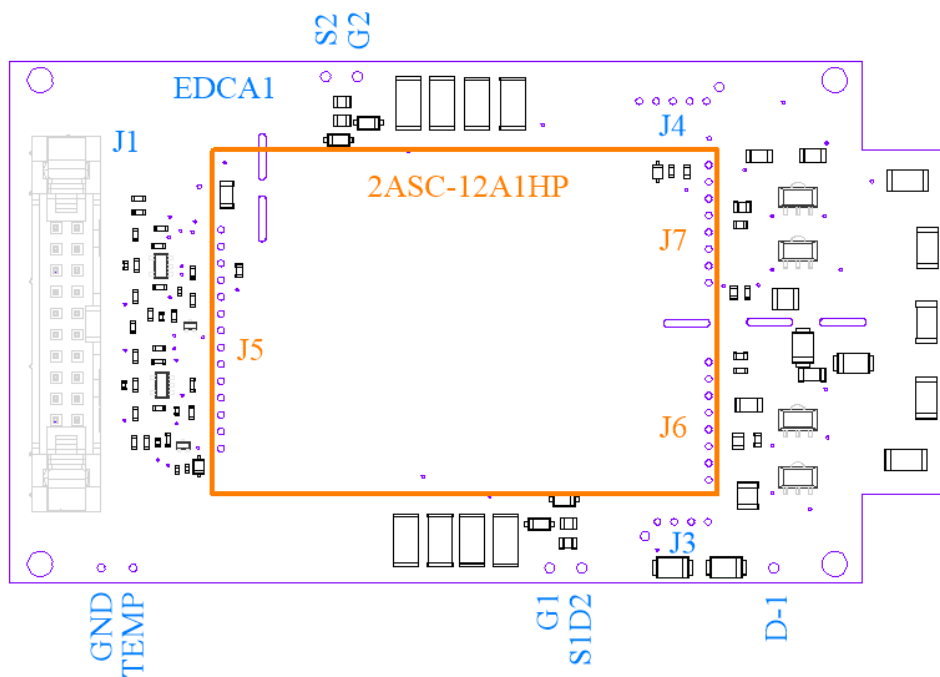 S2
G2
EDCA1
J1
J4
2ASC-12A1HP
J7
J5
J6
J3
GND
TEMP
G1
S1D2
D-1